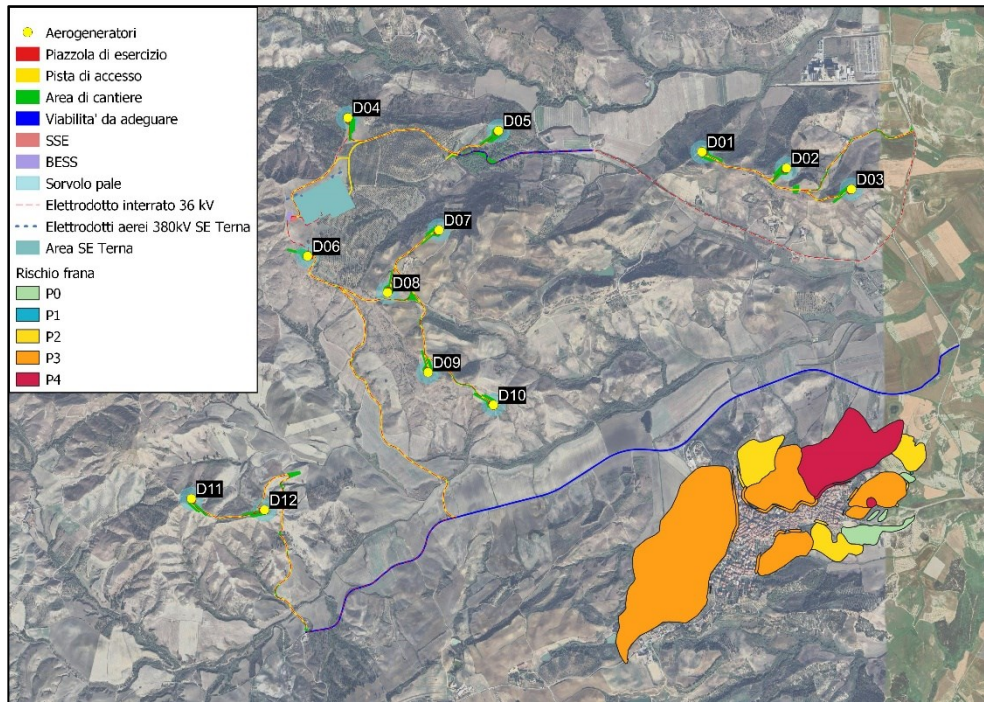 Aerogeneratori
Piazzola di esercizio
Pista di accesso
Area di cantiere
Viabilita' da adeguare
SSE
BESS
Sorvolo pale
Elettrodotto interrato 36 kV
Elettrodotti aerei 380kV SE Terna
Area SE Terna
Rischio frana
P0
P1
P2
P3
P4
D04
D05
D01
D02
D03
D07
D06
D08
D09
D10
D11
D12